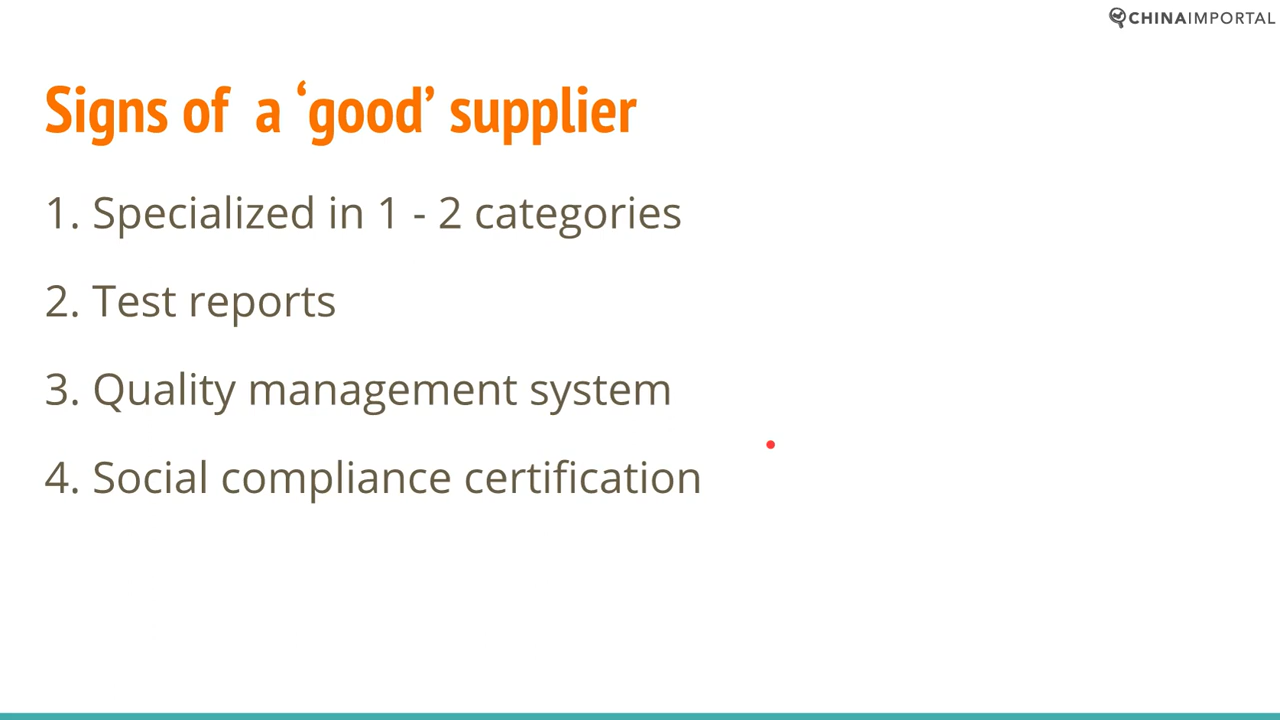 CHINAIMPORTAL
Signs of a ‘good’ supplier
1. Specialized in 1 - 2 categories
2. Test reports
3. Quality management system
4. Social compliance certification